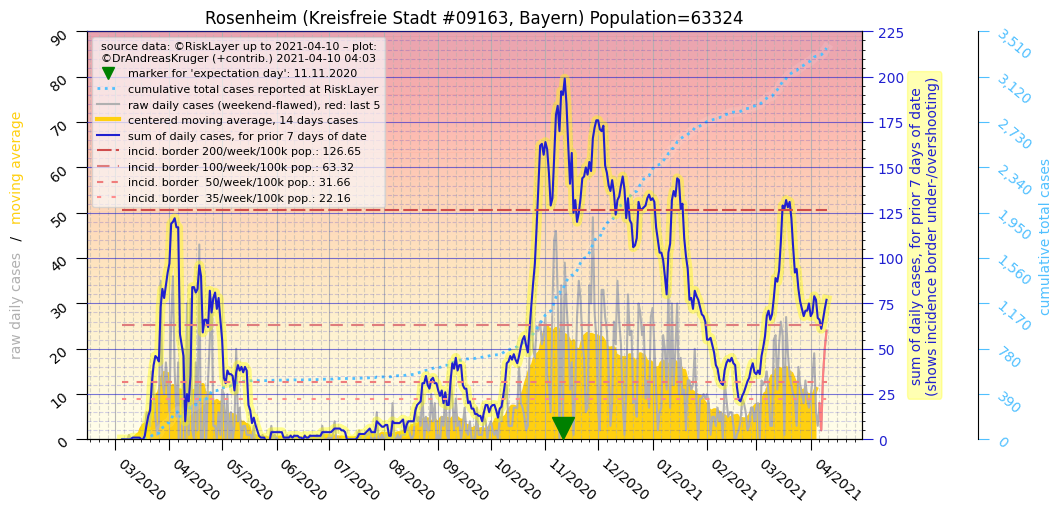 Rosenheim (Kreisfreie Stadt #09163, Bayern) Population=63324
source data: ©RiskLayer up to 2021-04-10 – plot:
©DrAndreasKruger (+contrib.) 2021-04-10 04:03
marker for 'expectation day': 11.11.2020
cumulative total cases reported at RiskLayer
raw daily cases (weekend-flawed), red: last 5
centered moving average, 14 days cases
sum of daily cases, for prior 7 days of date
incid. border 200/week/100k pop.: 126.65
incid. border 100/week/100k pop.: 63.32
incid. border  50/week/100k pop.: 31.66
incid. border  35/week/100k pop.: 22.16
raw daily cases / moving average
90
80
70
60
50
40
30
20
10
0
03/2020
04/2020
05/2020
06/2020
07/2020
08/2020
09/2020
10/2020
11/2020
12/2020
01/2021
02/2021
03/2021
04/2021
225
200
175
150
125
100
75
50
25
0
sum of daily cases, for prior 7 days of date
(shows incidence border under-/overshooting)
3,510
3,120
2,730
2,340
1,950
1,560
1,170
780
390
0
cumulative total cases